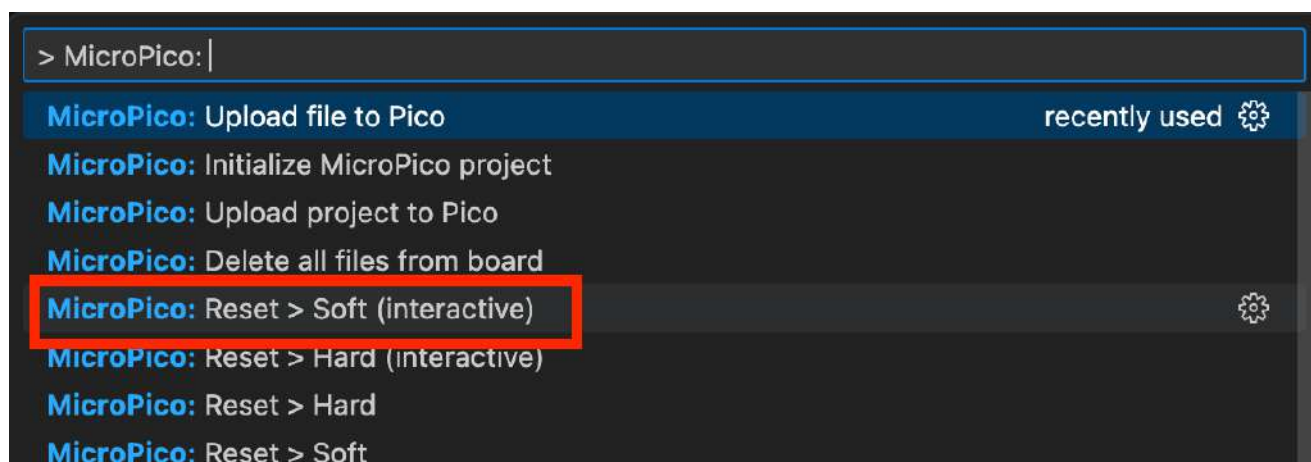 > MicroPico:
MicroPico: Upload file to Pico recently used
MicroPico: Initialize MicroPico project
MicroPico: Upload project to Pico
MicroPico: Delete all files from board
MicroPico: Reset > Soft (interactive)
MicroPico: Reset > Hard (interactive)
MicroPico: Reset > Hard
MicroPico: Reset > Soft